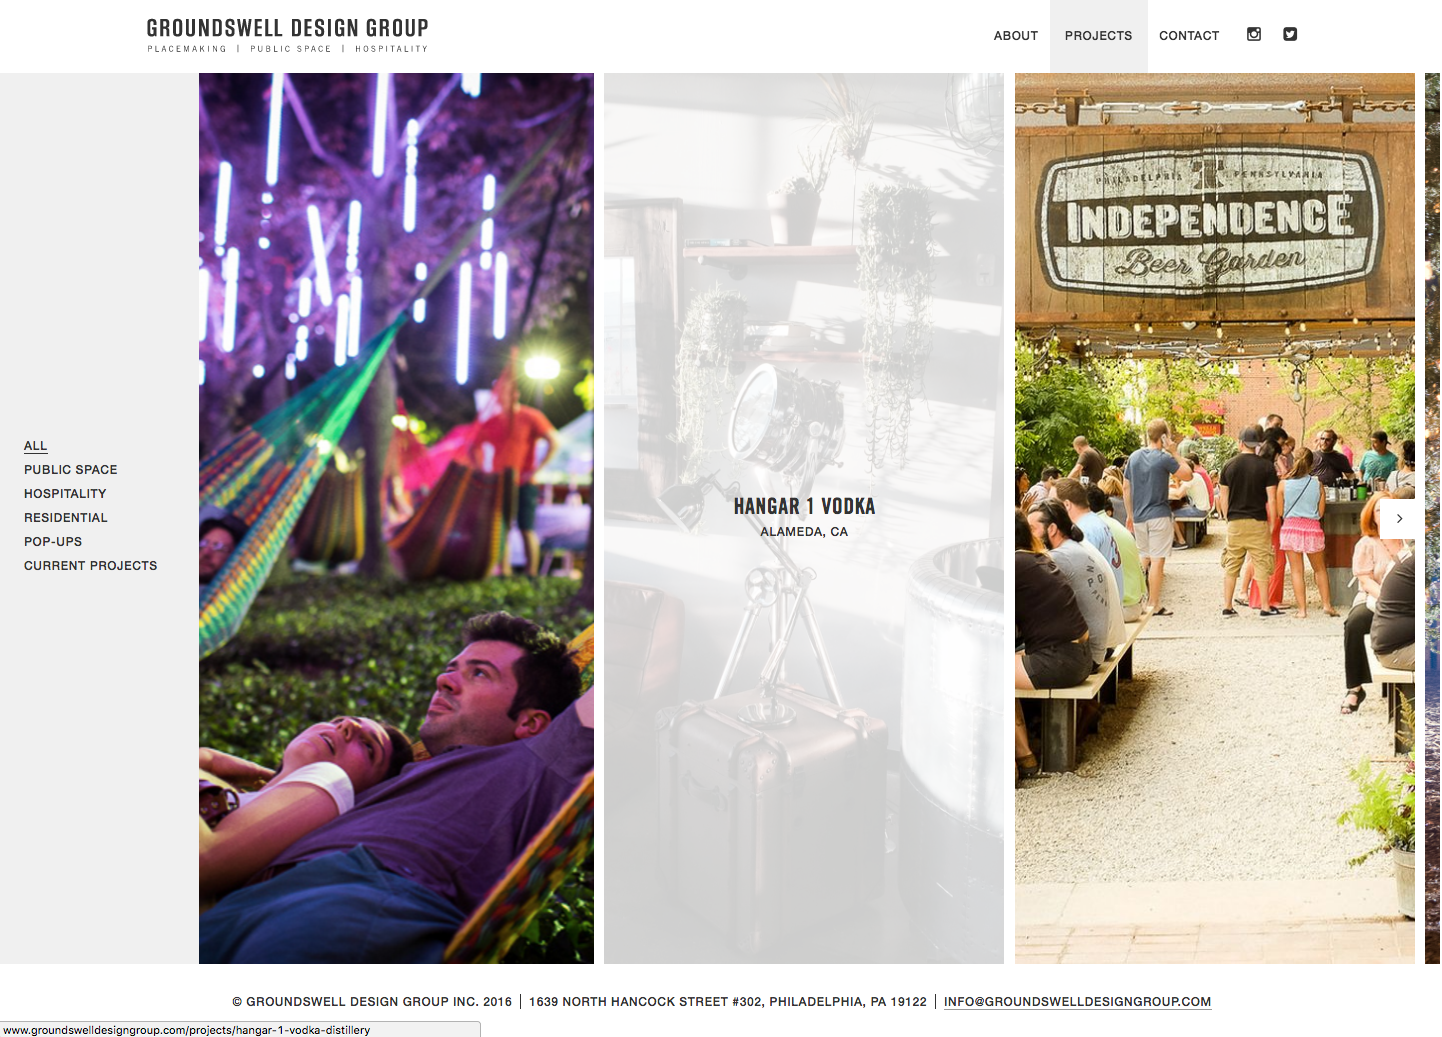 GROUNDSWELL DESIGN GROUP
PLACEMAKING | PUBLIC SPACE | HOSPITALITY
ABOUT
PROJECTS
CONTACT
ALL
PUBLIC SPACE
HOSPITALITY
RESIDENTIAL
POP-UPS
CURRENT PROJECTS
HANGAR 1 VODKA
ALAMEDA, CA
PHILADELPHIA PENNSYLVANIA
INDEPENDENCE
Beer Garden
© GROUNDSWELL DESIGN GROUP INC. 2016 | 1639 NORTH HANCOCK STREET #302, PHILADELPHIA, PA 19122 | INFO@GROUNDSWELLDESIGNGROUP.COM
www.groundswelldesigngroup.com/projects/hangar-1-vodka-distillery